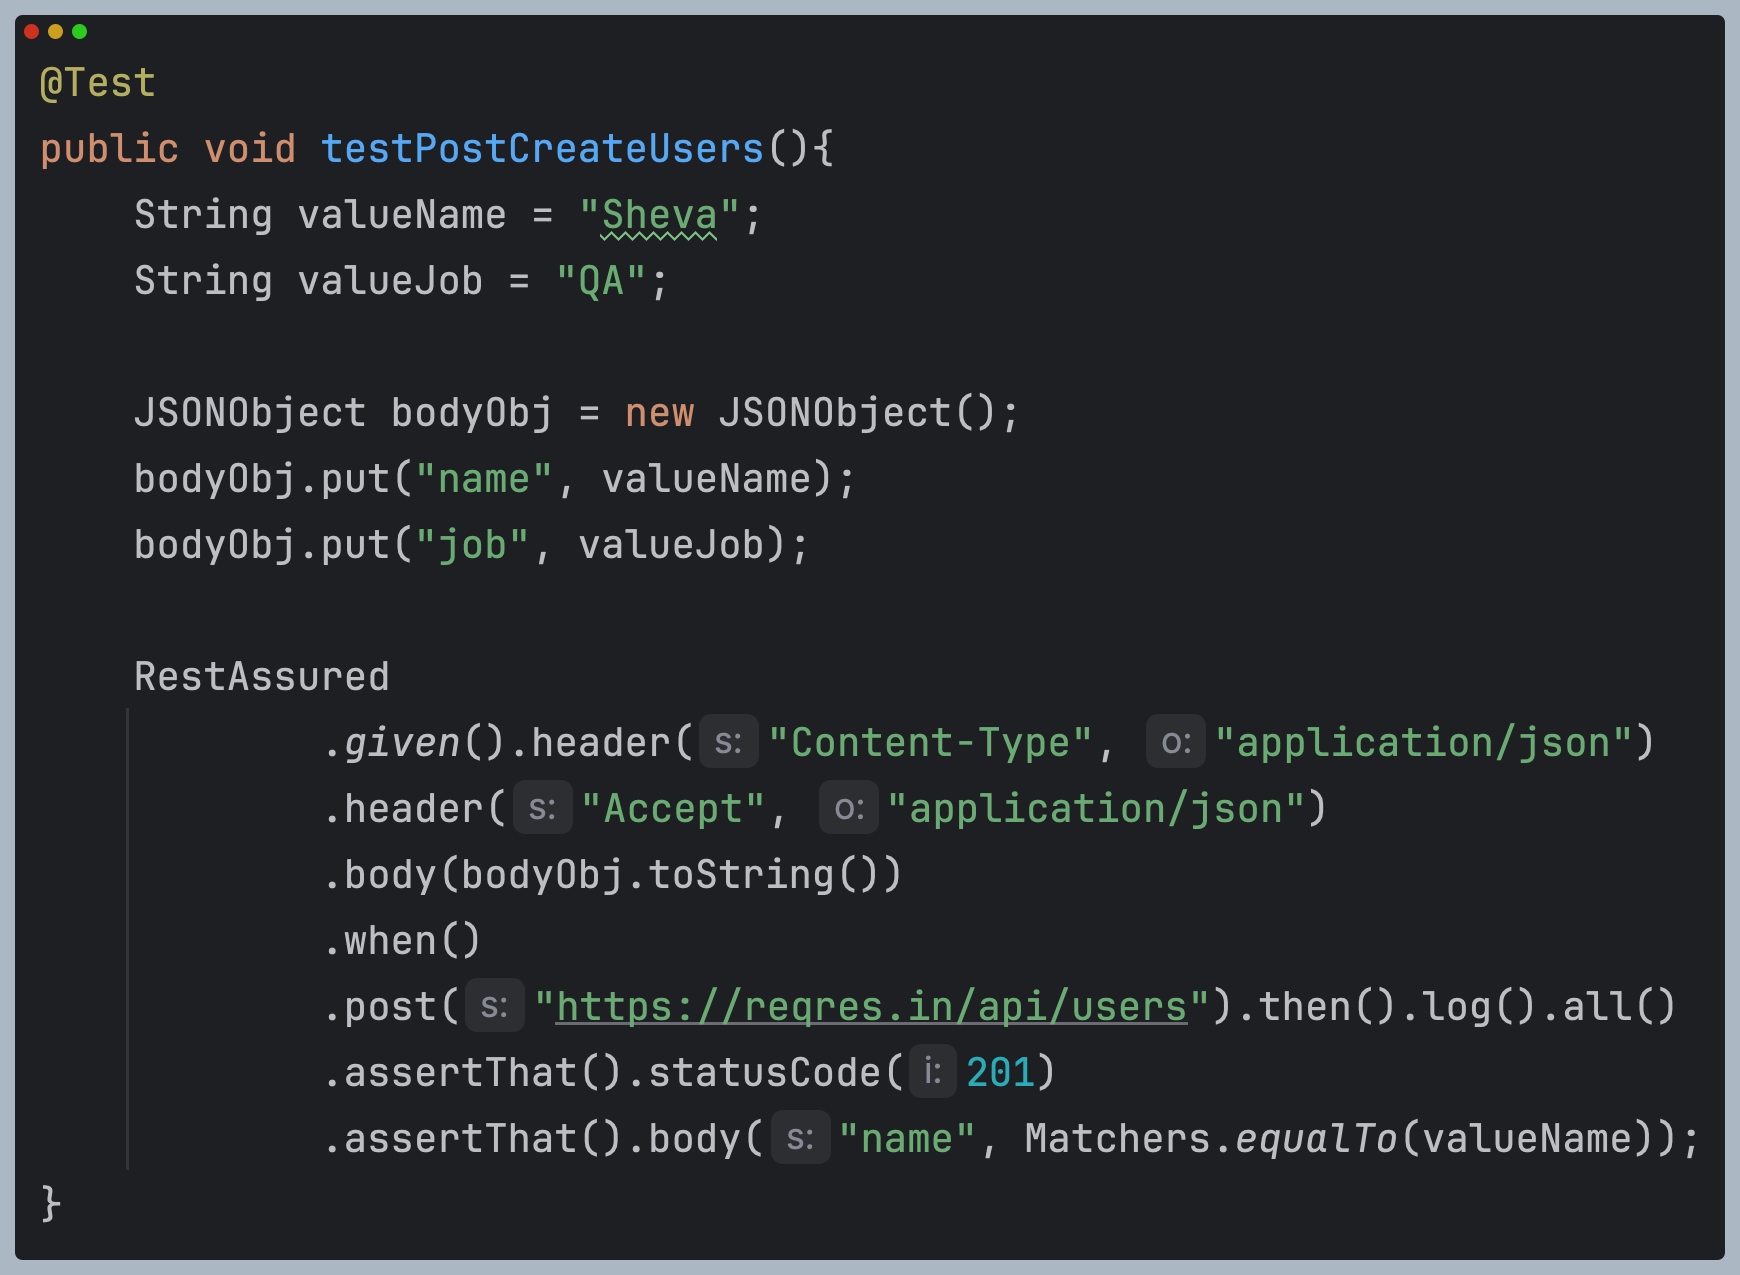 @Test
public void testPostCreateUsers(){
    String valueName = "Sheva";
    String valueJob = "QA";

    JSONObject bodyObj = new JSONObject();
    bodyObj.put("name", valueName);
    bodyObj.put("job", valueJob);

    RestAssured
            .given().header( s: "Content-Type", o: "application/json")
            .header( s: "Accept", o: "application/json")
            .body(bodyObj.toString())
            .when()
            .post( s: "https://reqres.in/api/users").then().log().all()
            .assertThat().statusCode( i: 201)
            .assertThat().body( s: "name", Matchers.equalTo(valueName));
}